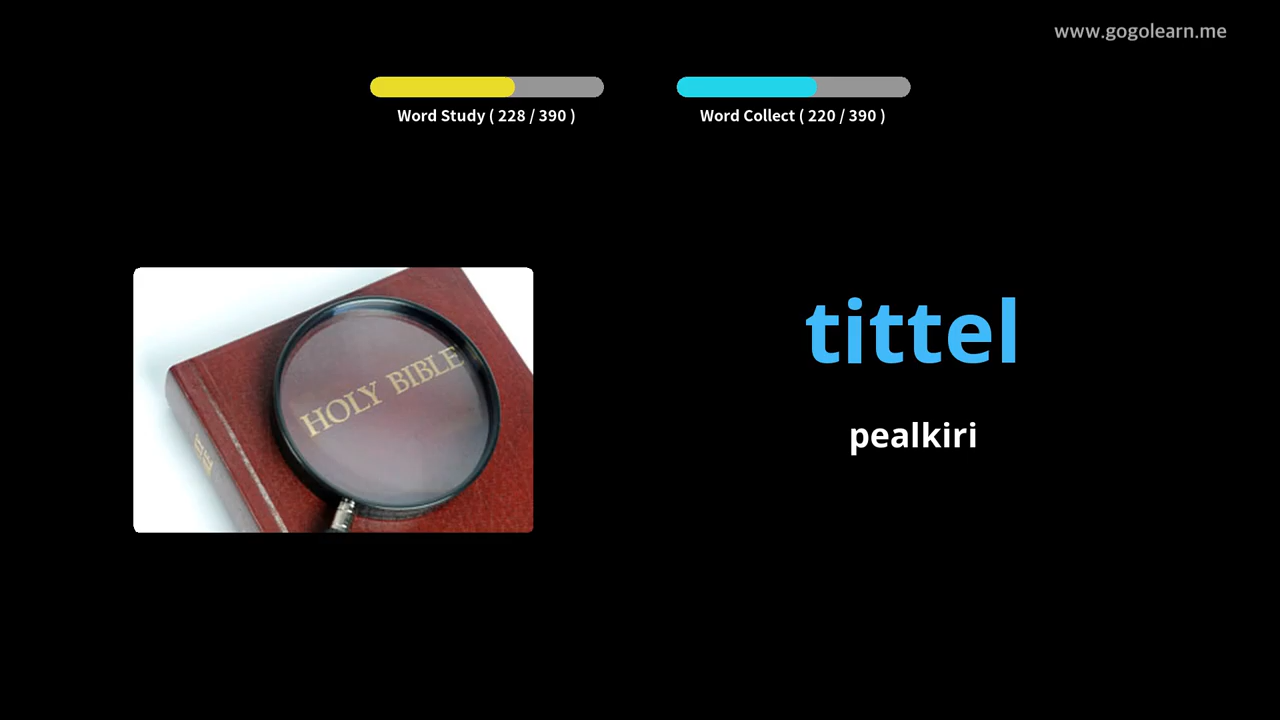 www.gogolearn.me
Word Study ( 228 / 390 )
Word Collect ( 220 / 390 )
HOLY BIBLE
tittel
pealkiri